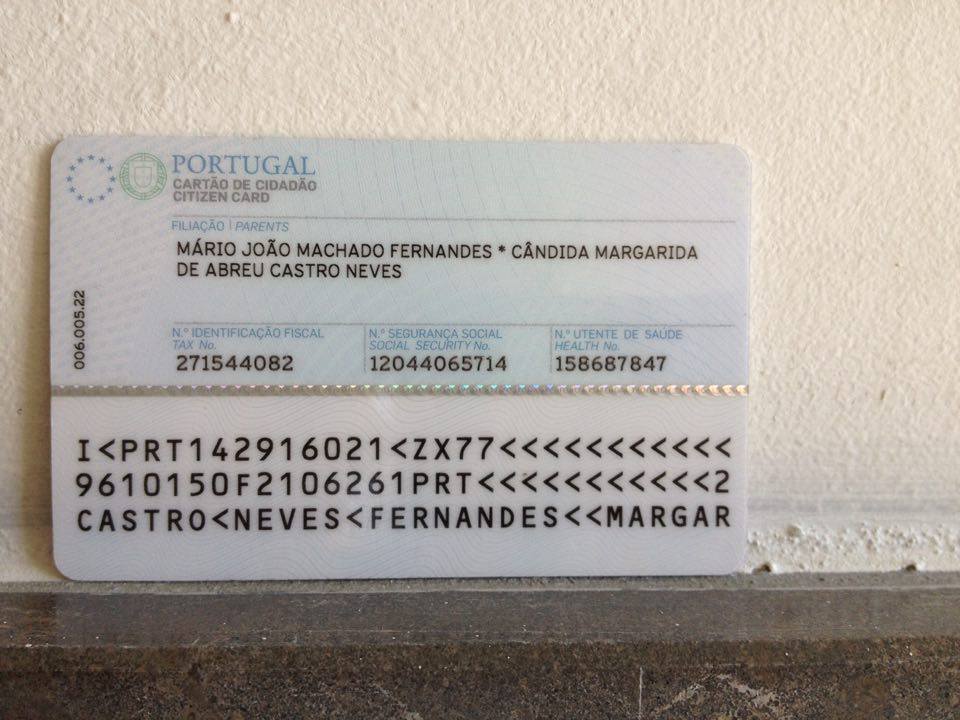 PORTUGAL
CARTÃO DE CIDADÃO
CITIZEN CARD
FILIAÇÃO | PARENTS
MÁRIO JOÃO MACHADO FERNANDES * CÂNDIDA MARGARIDA
DE ABREU CASTRO NEVES
006.005.22
N.º IDENTIFICAÇÃO FISCAL N.º SEGURANÇA SOCIAL N.º UTENTE DE SAÚDE
TAX No. SOCIAL SECURITY No. HEALTH No.
271544082 12044065714 158687847
I<PRT142916021<ZX77<<<<<<<<<<<
9610150F2106261PRT<<<<<<<<<<<2
CASTRO<NEVES<FERNANDES<<MARGAR